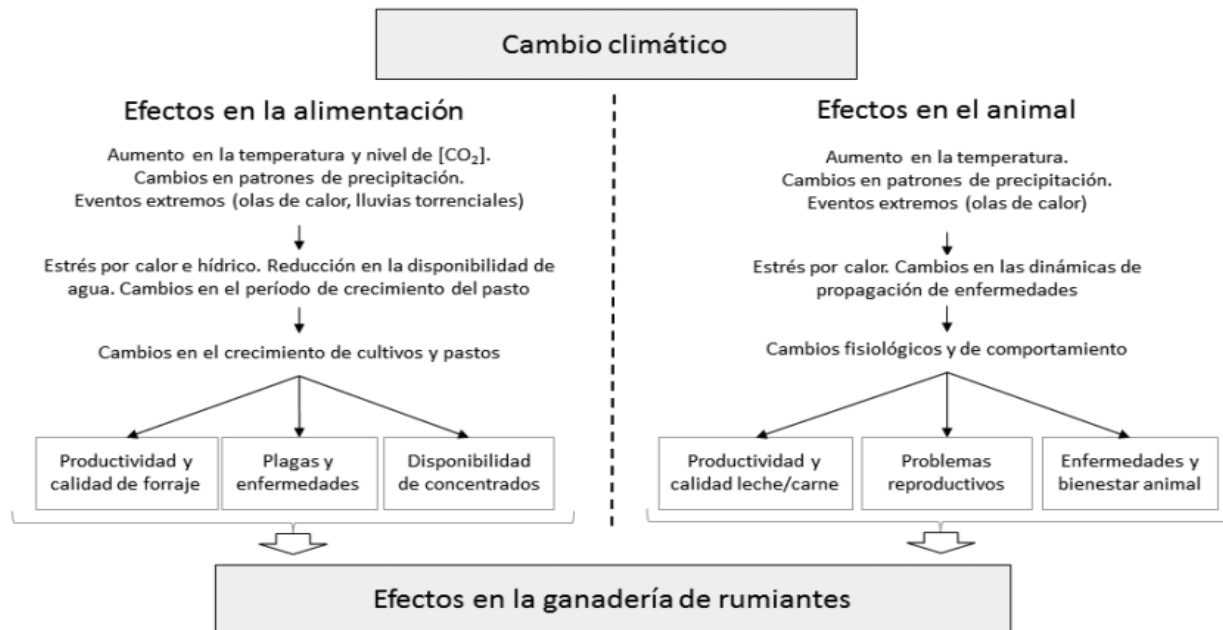 Cambio climático
Efectos en la alimentación
Aumento en la temperatura y nivel de [CO₂].
Cambios en patrones de precipitación.
Eventos extremos (olas de calor, lluvias torrenciales)
Estrés por calor e hídrico. Reducción en la disponibilidad de
agua. Cambios en el período de crecimiento del pasto
Cambios en el crecimiento de cultivos y pastos
Productividad y
calidad de forraje
Plagas y
enfermedades
Disponibilidad
de concentrados
Efectos en el animal
Aumento en la temperatura.
Cambios en patrones de precipitación.
Eventos extremos (olas de calor)
Estrés por calor. Cambios en las dinámicas de
propagación de enfermedades
Cambios fisiológicos y de comportamiento
Productividad y
calidad leche/carne
Problemas
reproductivos
Enfermedades y
bienestar animal
Efectos en la ganadería de rumiantes